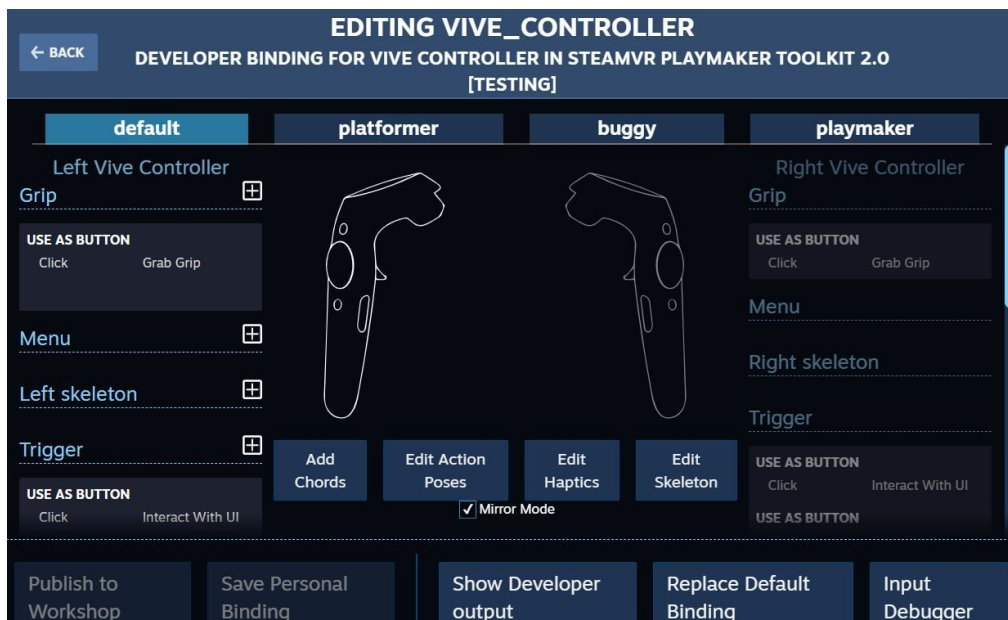 EDITING VIVE_CONTROLLER
← BACK
DEVELOPER BINDING FOR VIVE CONTROLLER IN STEAMVR PLAYMAKER TOOLKIT 2.0
[TESTING]
default
platformer
buggy
playmaker
Left Vive Controller
Grip
USE AS BUTTON
Click Grab Grip
Menu
Left skeleton
Trigger
USE AS BUTTON
Click Interact With UI
Add
Chords
Edit Action
Poses
Edit
Haptics
Edit
Skeleton
Mirror Mode
Right Vive Controller
Grip
USE AS BUTTON
Click Grab Grip
Menu
Right skeleton
Trigger
USE AS BUTTON
Click Interact With UI
USE AS BUTTON
Publish to
Workshop
Save Personal
Binding
Show Developer
output
Replace Default
Binding
Input
Debugger